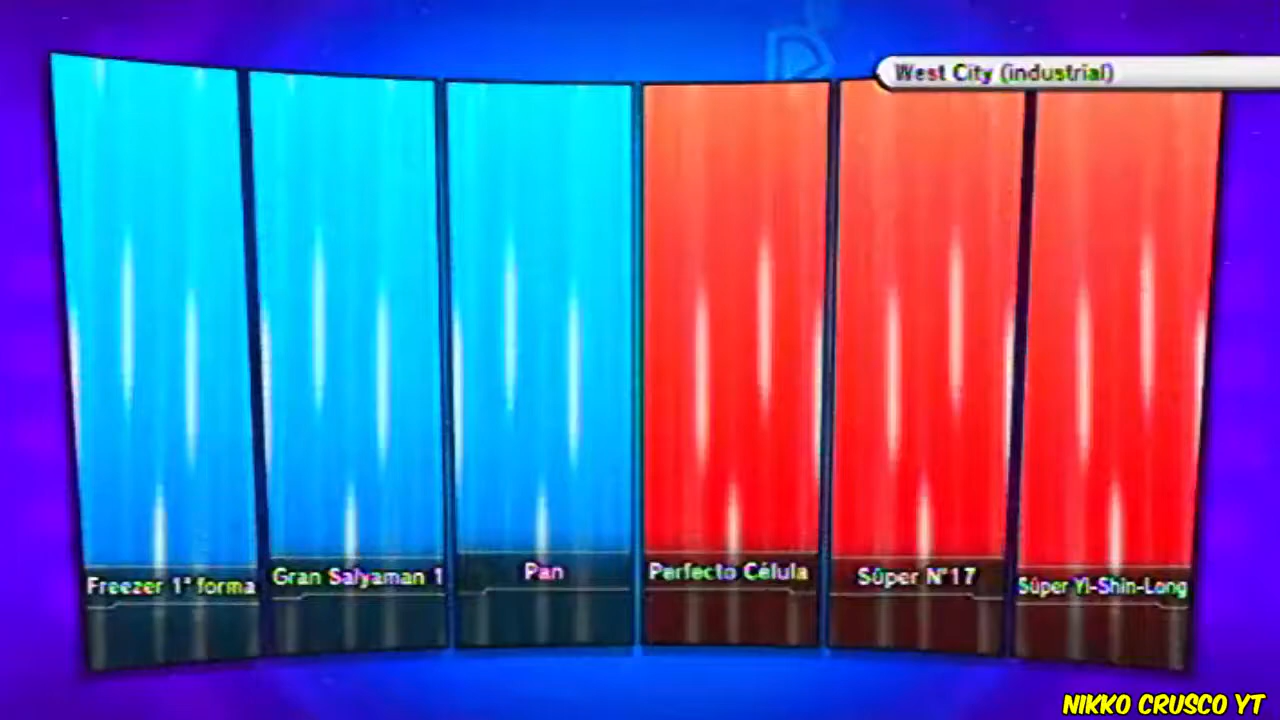 West City (industrial)
Freezer 1ª forma
Gran Saiyaman 1
Pan
Perfecto Célula
Súper Nº17
Súper Yi-Shin-Long
NIKKO CRUSCO YT